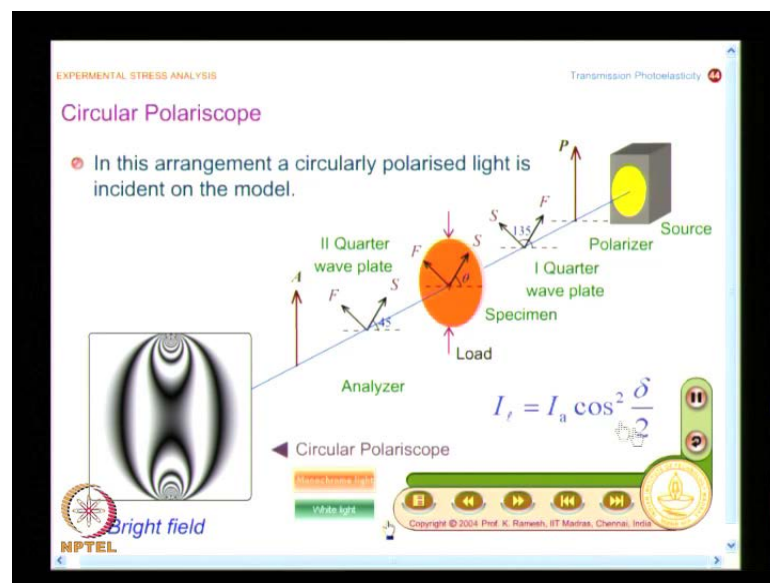 EXPERMENTAL STRESS ANALYSIS
Transmission Photoelasticity 44
Circular Polariscope
In this arrangement a circularly polarised light is
incident on the model.
P
Source
Polarizer
S F
135
I Quarter
wave plate
II Quarter
wave plate
F S
θ
Specimen
Load
A
F S
45
Analyzer
I_ℓ = I_a cos² δ/2
Circular Polariscope
Monochrome light
White light
Bright field
NPTEL
Copyright © 2004 Prof. K. Ramesh, IIT Madras, Chennai, India